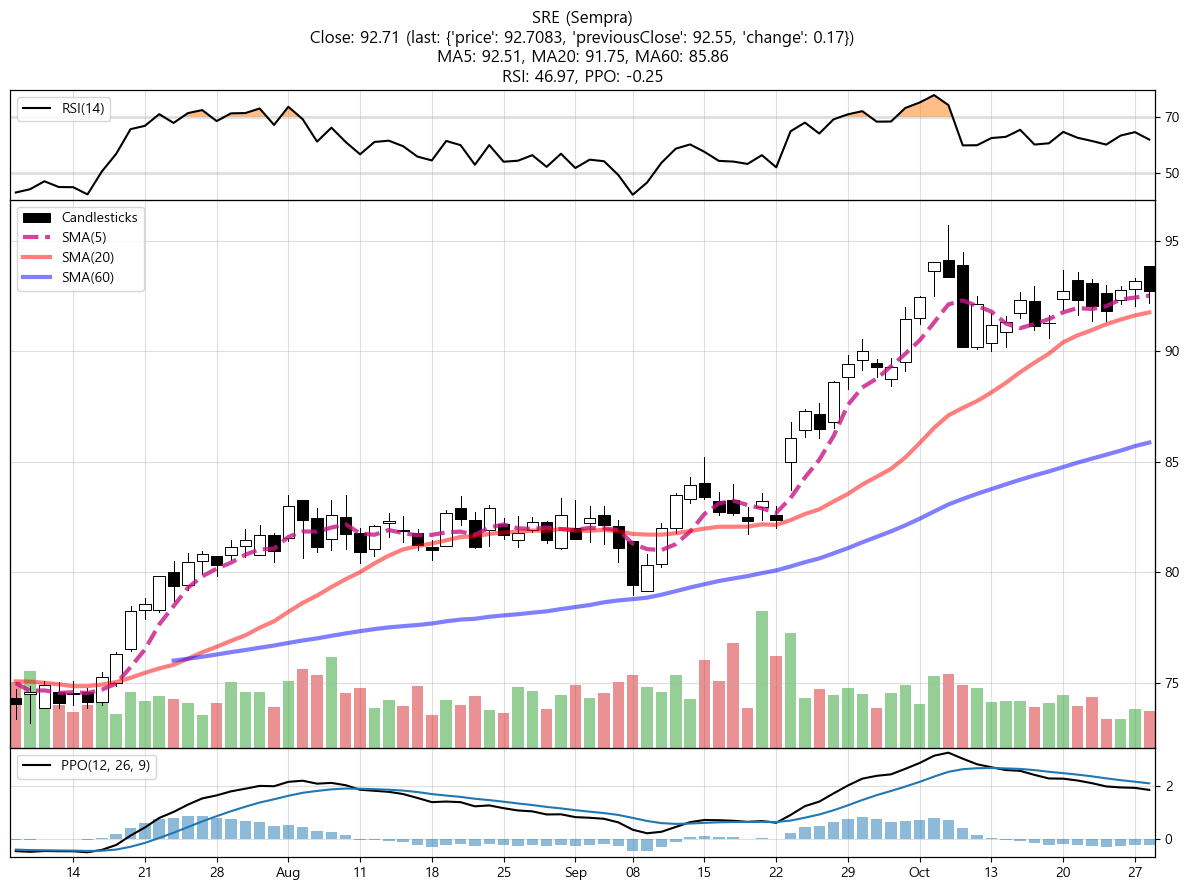 SRE (Sempra)
Close: 92.71 (last: {'price': 92.7083, 'previousClose': 92.55, 'change': 0.17})
MA5: 92.51, MA20: 91.75, MA60: 85.86
RSI: 46.97, PPO: -0.25
RSI(14)
70
50
Candlesticks
SMA(5)
SMA(20)
SMA(60)
95
90
85
80
75
PPO(12, 26, 9)
2
0
14 21 28 Aug 11 18 25 Sep 08 15 22 29 Oct 13 20 27